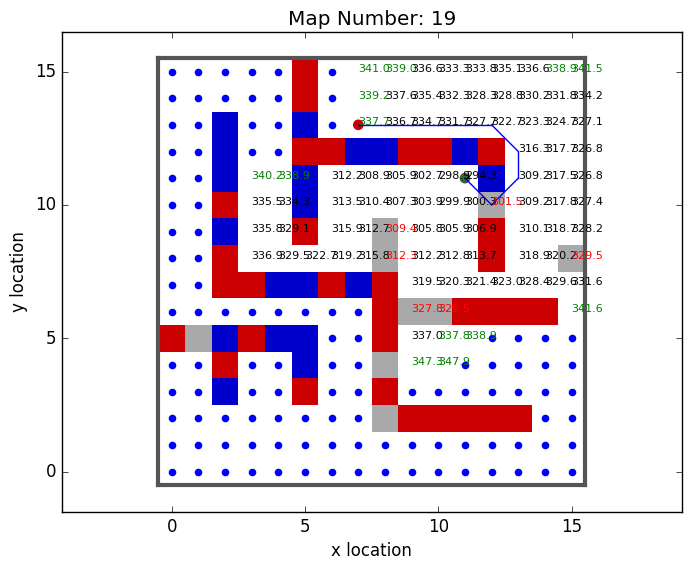 Map Number: 19
15
341.0 339.0 336.6 333.3 333.8 335.1 336.6 338.9 341.5
339.2 337.6 335.4 332.3 328.3 328.8 330.2 331.8 334.2
337.7 336.7 334.7 331.7 327.7 322.7 323.3 324.7 327.1
316.3 317.7 326.8
340.2 338.9 312.2 308.9 305.9 302.7 298.9 294.3 309.2 317.5 326.8
10
335.5 334.3 313.5 310.4 307.3 303.9 299.9 300.3 301.5 309.2 317.8 327.4
335.8 329.1 315.9 312.7 309.4 305.8 305.9 306.9 310.1 318.7 328.2
336.9 329.5 322.7 319.2 315.8 312.3 312.2 312.8 313.7 318.9 320.2 329.5
319.5 320.3 321.4 323.0 328.4 329.6 331.6
327.8 341.6
5
337.0 337.8 338.9
347.3 347.9
0
0 5 10 15
x location
y location